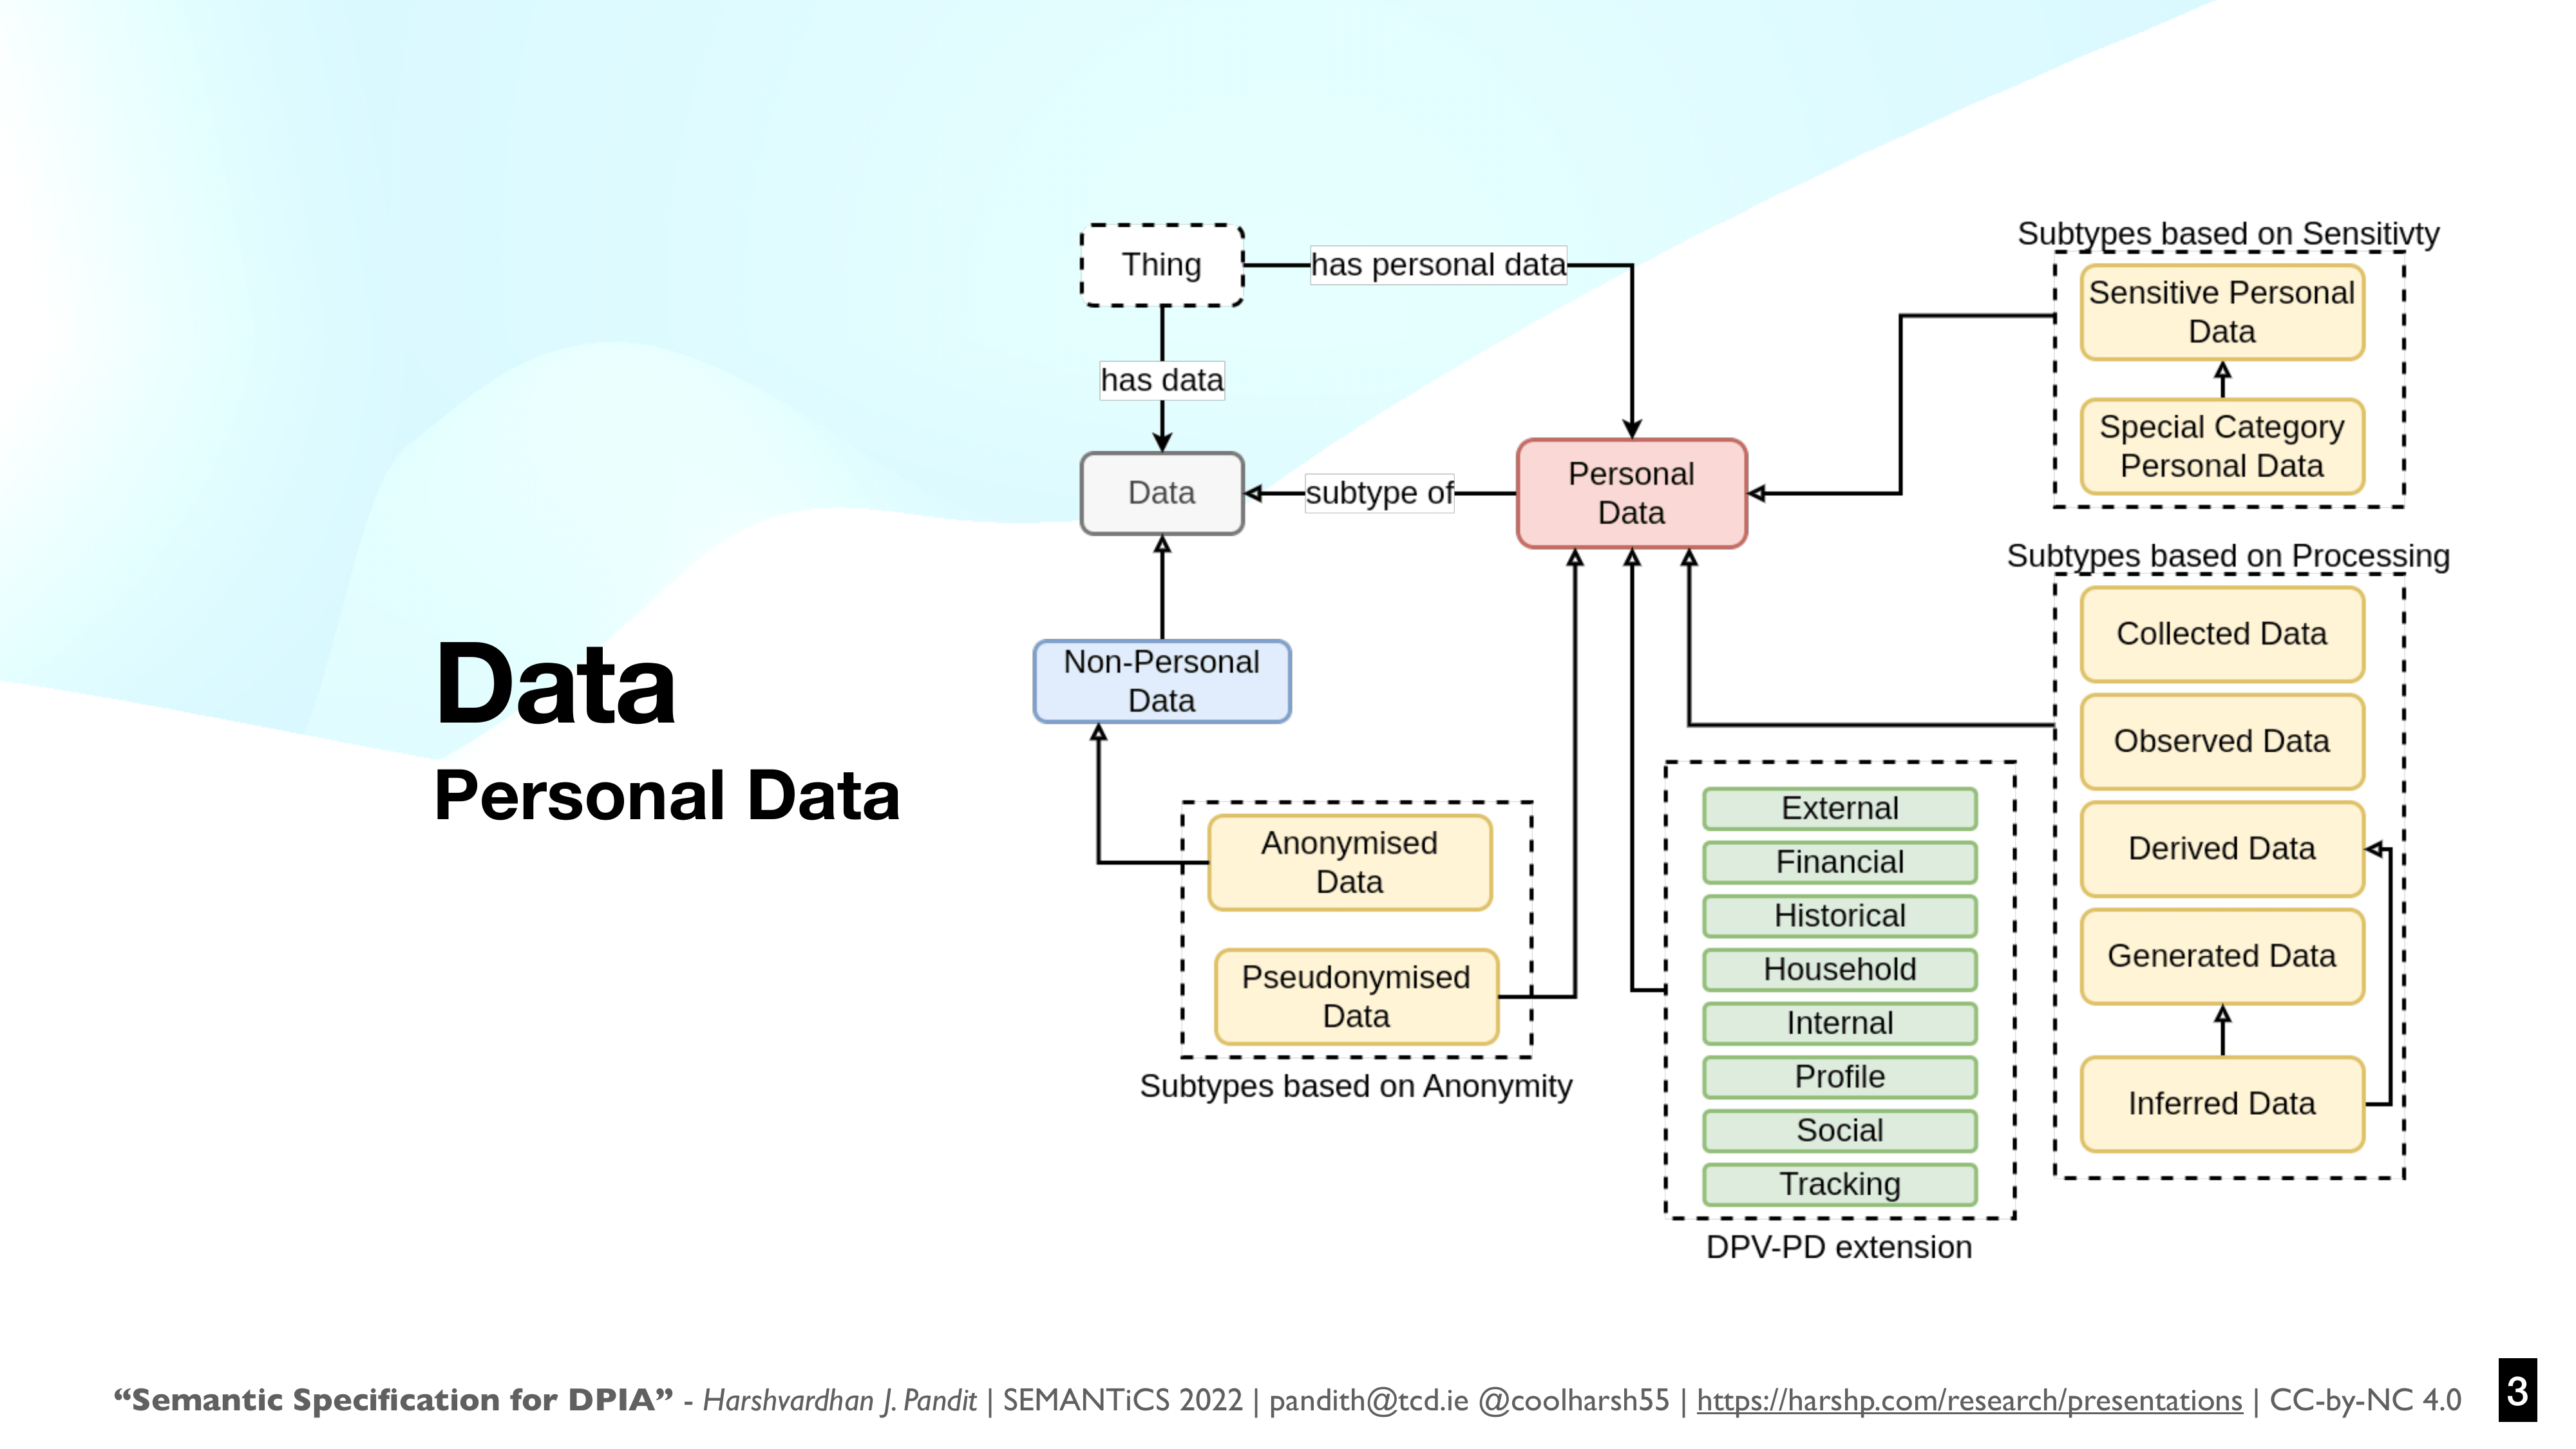 Data
Personal Data
Thing
has personal data
has data
Data
subtype of
Personal
Data
Non-Personal
Data
Anonymised
Data
Pseudonymised
Data
Subtypes based on Anonymity
External
Financial
Historical
Household
Internal
Profile
Social
Tracking
DPV-PD extension
Subtypes based on Sensitivty
Sensitive Personal
Data
Special Category
Personal Data
Subtypes based on Processing
Collected Data
Observed Data
Derived Data
Generated Data
Inferred Data
“Semantic Specification for DPIA” - Harshvardhan J. Pandit | SEMANTiCS 2022 | pandith@tcd.ie @coolharsh55 | https://harshp.com/research/presentations | CC-by-NC 4.0
3